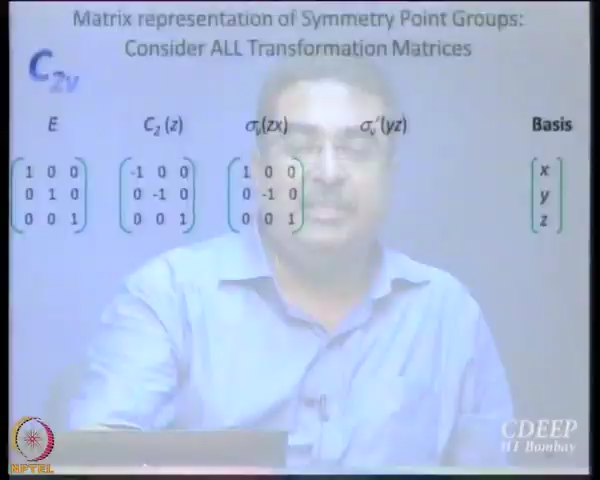 Matrix representation of Symmetry Point Groups:
Consider ALL Transformation Matrices
C2v
E C2 (z) σv(zx) σv′(yz) Basis
1 0 0 -1 0 0 1 0 0 x
0 1 0 0 -1 0 0 -1 0 y
0 0 1 0 0 1 0 0 1 z
CDEEP
IIT Bombay
NPTEL